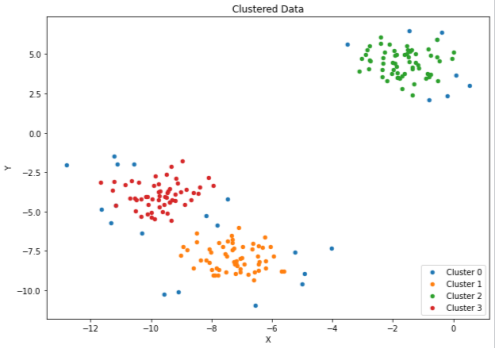 Clustered Data
5.0
2.5
0.0
−2.5
−5.0
−7.5
−10.0
Y
−12
−10
−8
−6
−4
−2
0
X
Cluster 0
Cluster 1
Cluster 2
Cluster 3